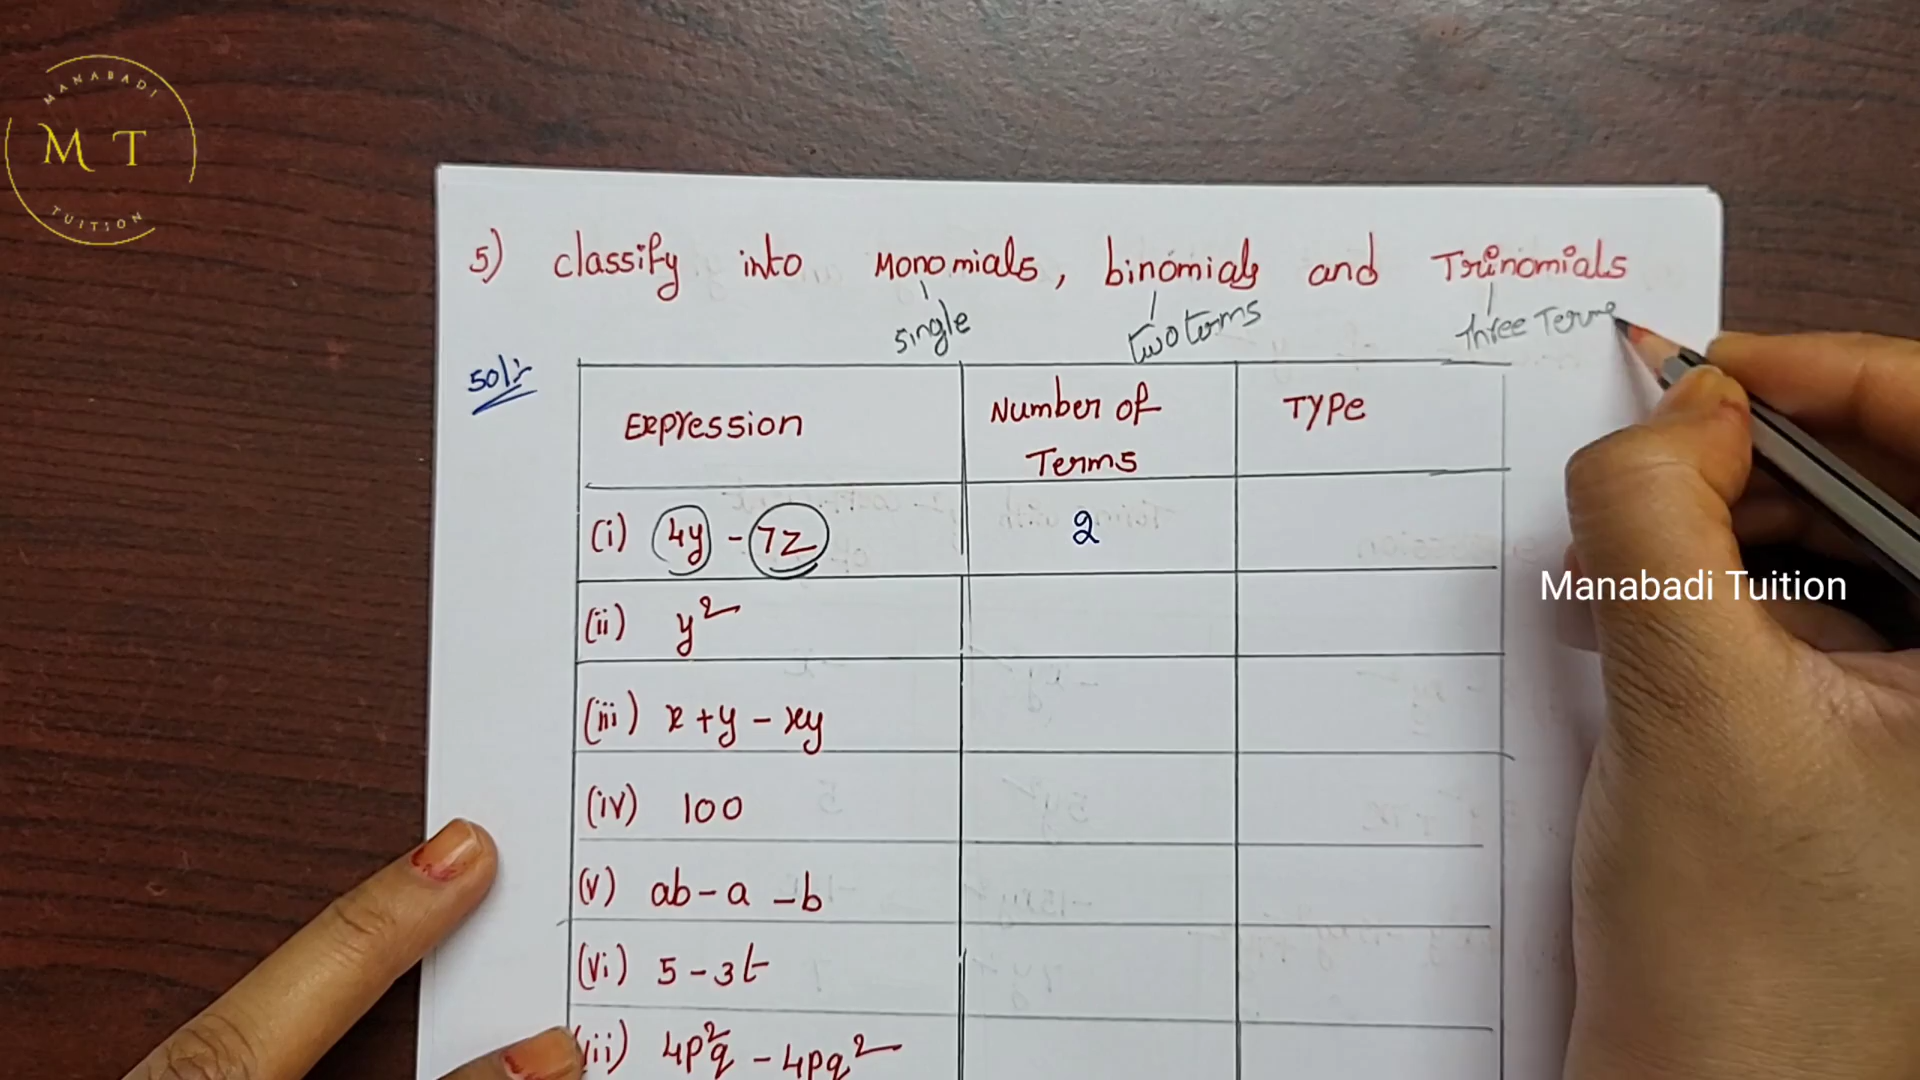 MANABADI
M T
TUITION
5) classify into Monomials, binomials and Trinomials
single two terms three Terms
Sol:-
Expression Number of Terms Type
(i) 4y - 7z 2
(ii) y²
(iii) x + y - xy
(iv) 100
(v) ab - a - b
(vi) 5 - 3t
(vii) 4p²q - 4pq²
Manabadi Tuition